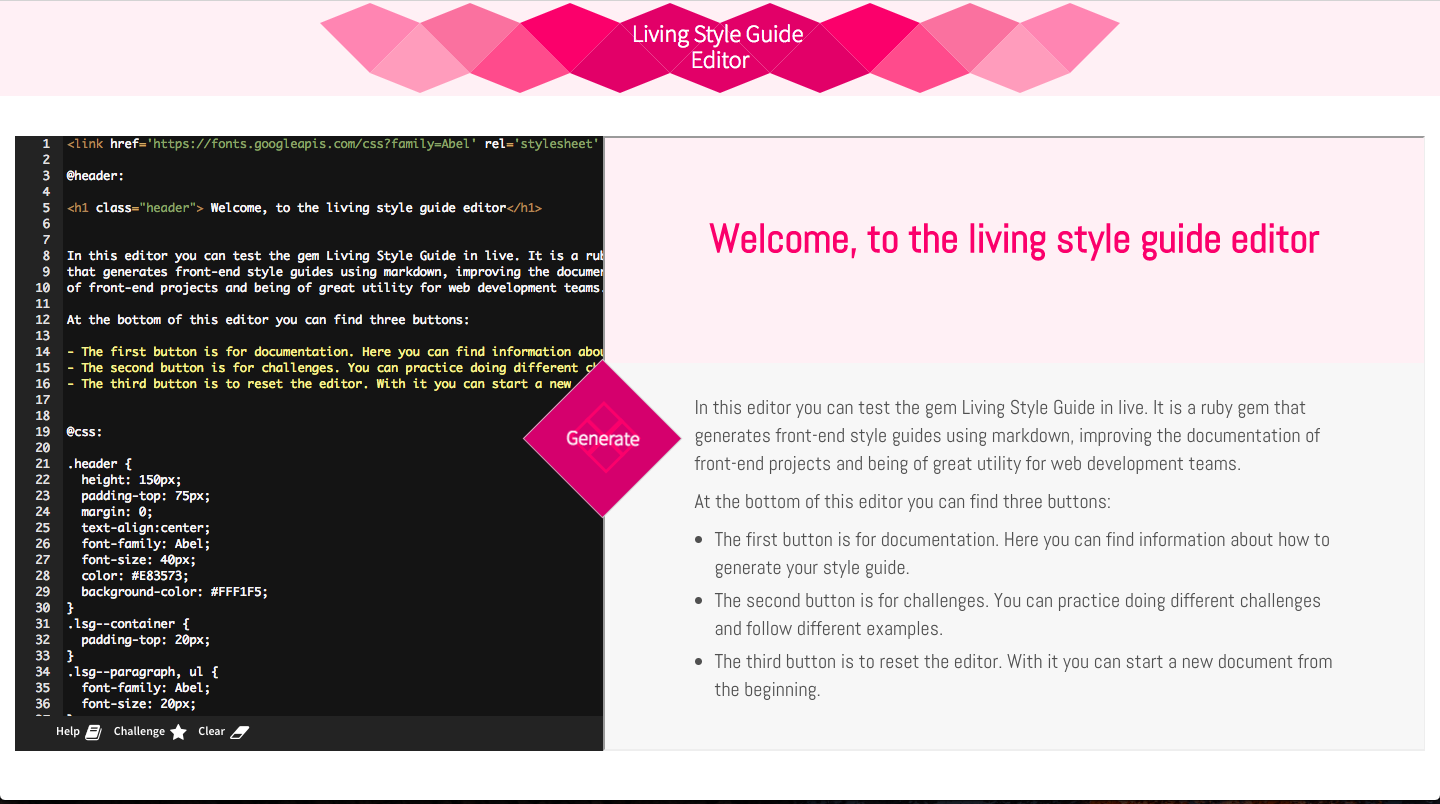 Living Style Guide
Editor
1 <link href='https://fonts.googleapis.com/css?family=Abel' rel='stylesheet'
2
3 @header:
4
5 <h1 class="header"> Welcome, to the living style guide editor</h1>
6
7
8 In this editor you can test the gem Living Style Guide in live. It is a
9 that generates front-end style guides using markdown, improving the
10 of front-end projects and being of great utility for web development teams.
11
12 At the bottom of this editor you can find three buttons:
13
14 - The first button is for documentation. Here you can find information
15 - The second button is for challenges. You can practice doing different
16 - The third button is to reset the editor. With it you can start a new
17
18
19 @css:
20
21 .header {
22 height: 150px;
23 padding-top: 75px;
24 margin: 0;
25 text-align:center;
26 font-family: Abel;
27 font-size: 40px;
28 color: #E83573;
29 background-color: #FFF1F5;
30 }
31 .lsg--container {
32 padding-top: 20px;
33 }
34 .lsg--paragraph, ul {
35 font-family: Abel;
36 font-size: 20px;
Help Challenge Clear
Generate
Welcome, to the living style guide editor
In this editor you can test the gem Living Style Guide in live. It is a ruby gem that
generates front-end style guides using markdown, improving the documentation of
front-end projects and being of great utility for web development teams.
At the bottom of this editor you can find three buttons:
• The first button is for documentation. Here you can find information about how to
generate your style guide.
• The second button is for challenges. You can practice doing different challenges
and follow different examples.
• The third button is to reset the editor. With it you can start a new document from
the beginning.